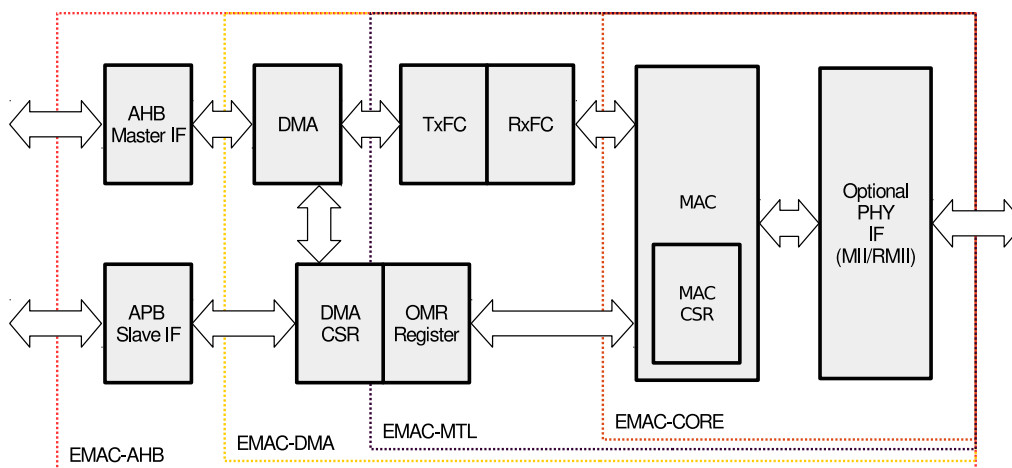 AHB
Master IF
DMA
TxFC
RxFC
MAC
Optional
PHY
IF
(MII/RMII)
APB
Slave IF
DMA
CSR
OMR
Register
MAC
CSR
EMAC-AHB
EMAC-DMA
EMAC-MTL
EMAC-CORE